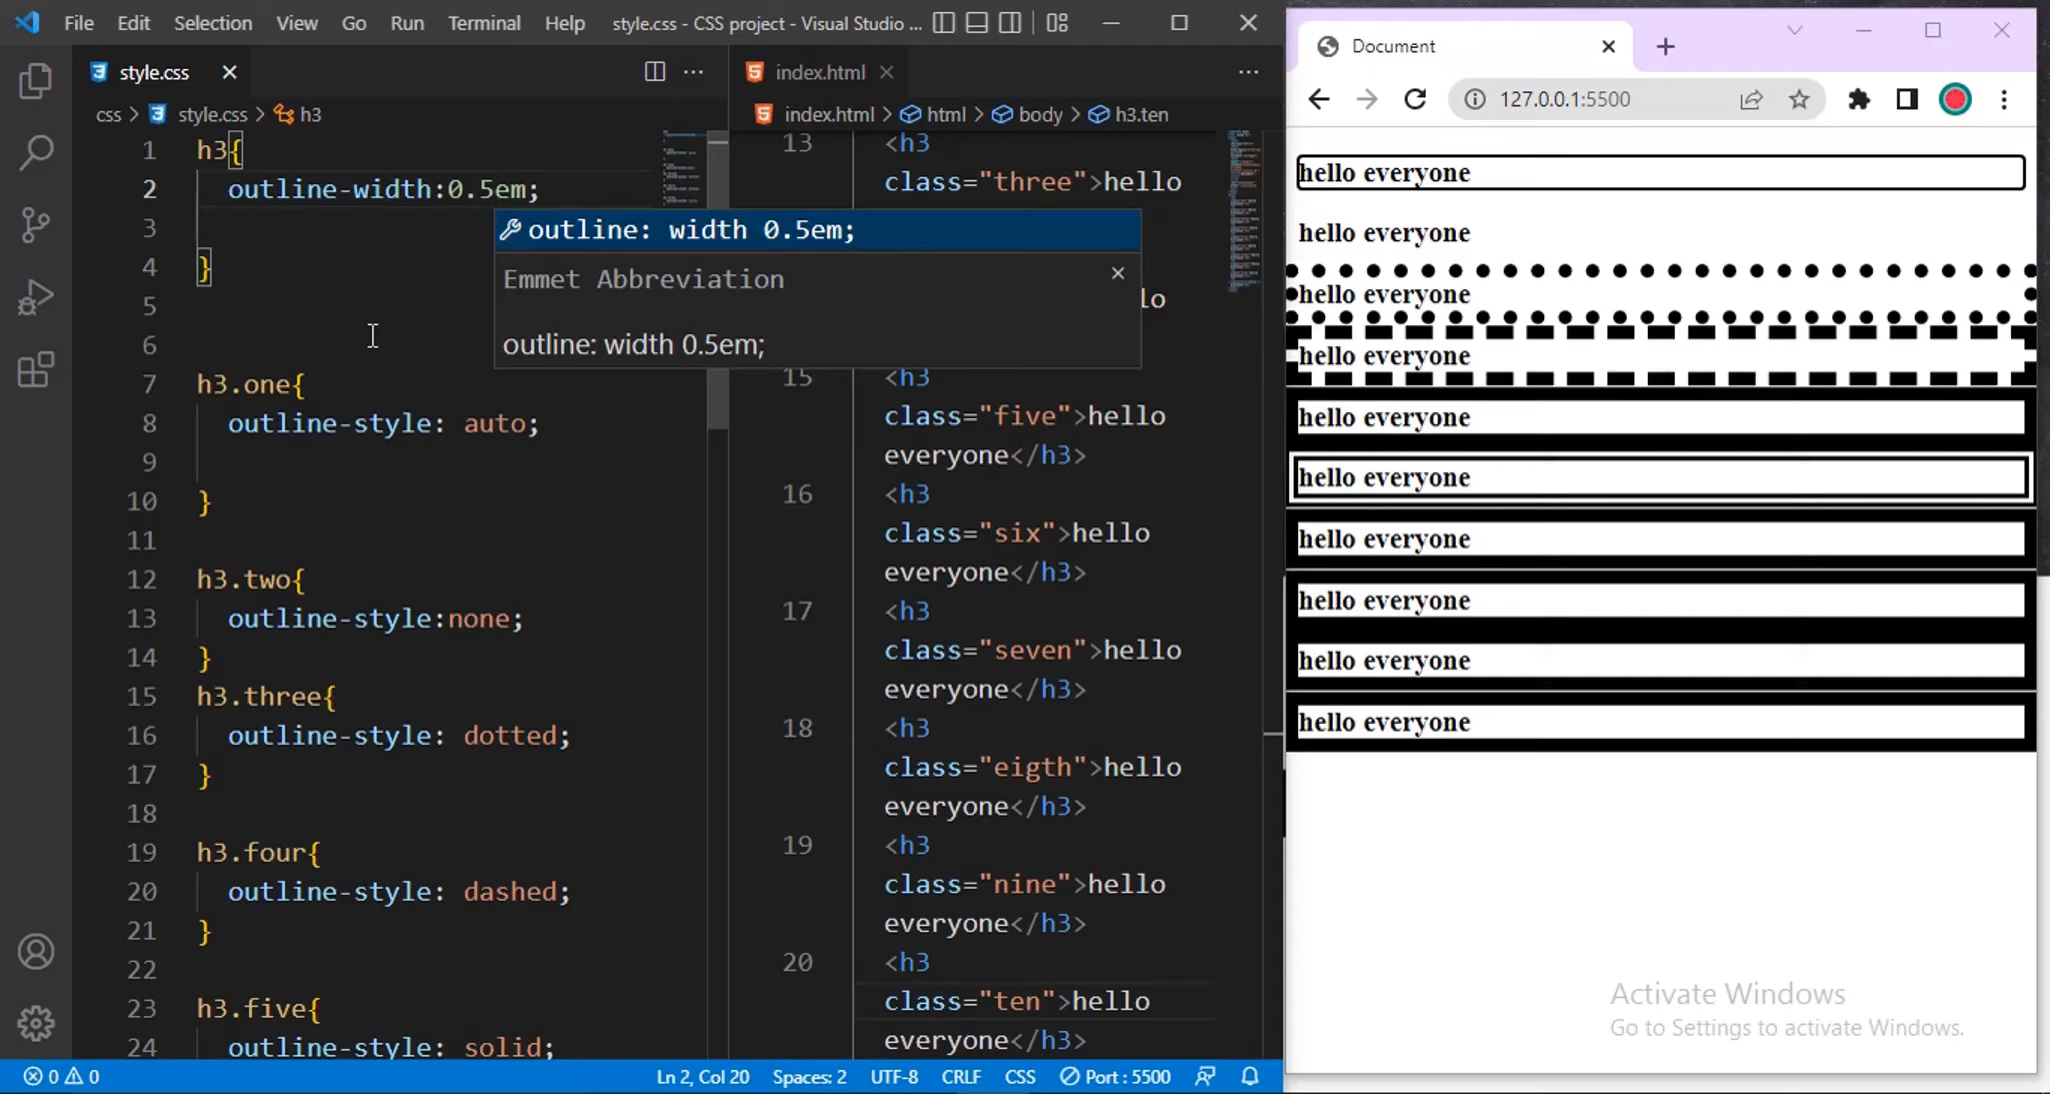 File Edit Selection View Go Run Terminal Help style.css - CSS project - Visual Studio ...
style.css
css > style.css > h3
1 h3{
2 outline-width:0.5em;
3
4 }
5
6
7 h3.one{
8 outline-style: auto;
9
10 }
11
12 h3.two{
13 outline-style:none;
14 }
15 h3.three{
16 outline-style: dotted;
17 }
18
19 h3.four{
20 outline-style: dashed;
21 }
22
23 h3.five{
24 outline-style: solid;
outline: width 0.5em;
Emmet Abbreviation
outline: width 0.5em;
index.html
index.html > html > body > h3.ten
13 <h3
class="three">hello
lo
15 <h3
class="five">hello
everyone</h3>
16 <h3
class="six">hello
everyone</h3>
17 <h3
class="seven">hello
everyone</h3>
18 <h3
class="eigth">hello
everyone</h3>
19 <h3
class="nine">hello
everyone</h3>
20 <h3
class="ten">hello
everyone</h3>
0 0 Ln 2, Col 20 Spaces: 2 UTF-8 CRLF CSS Port : 5500
Document
127.0.0.1:5500
hello everyone
hello everyone
hello everyone
hello everyone
hello everyone
hello everyone
hello everyone
hello everyone
hello everyone
hello everyone
Activate Windows
Go to Settings to activate Windows.